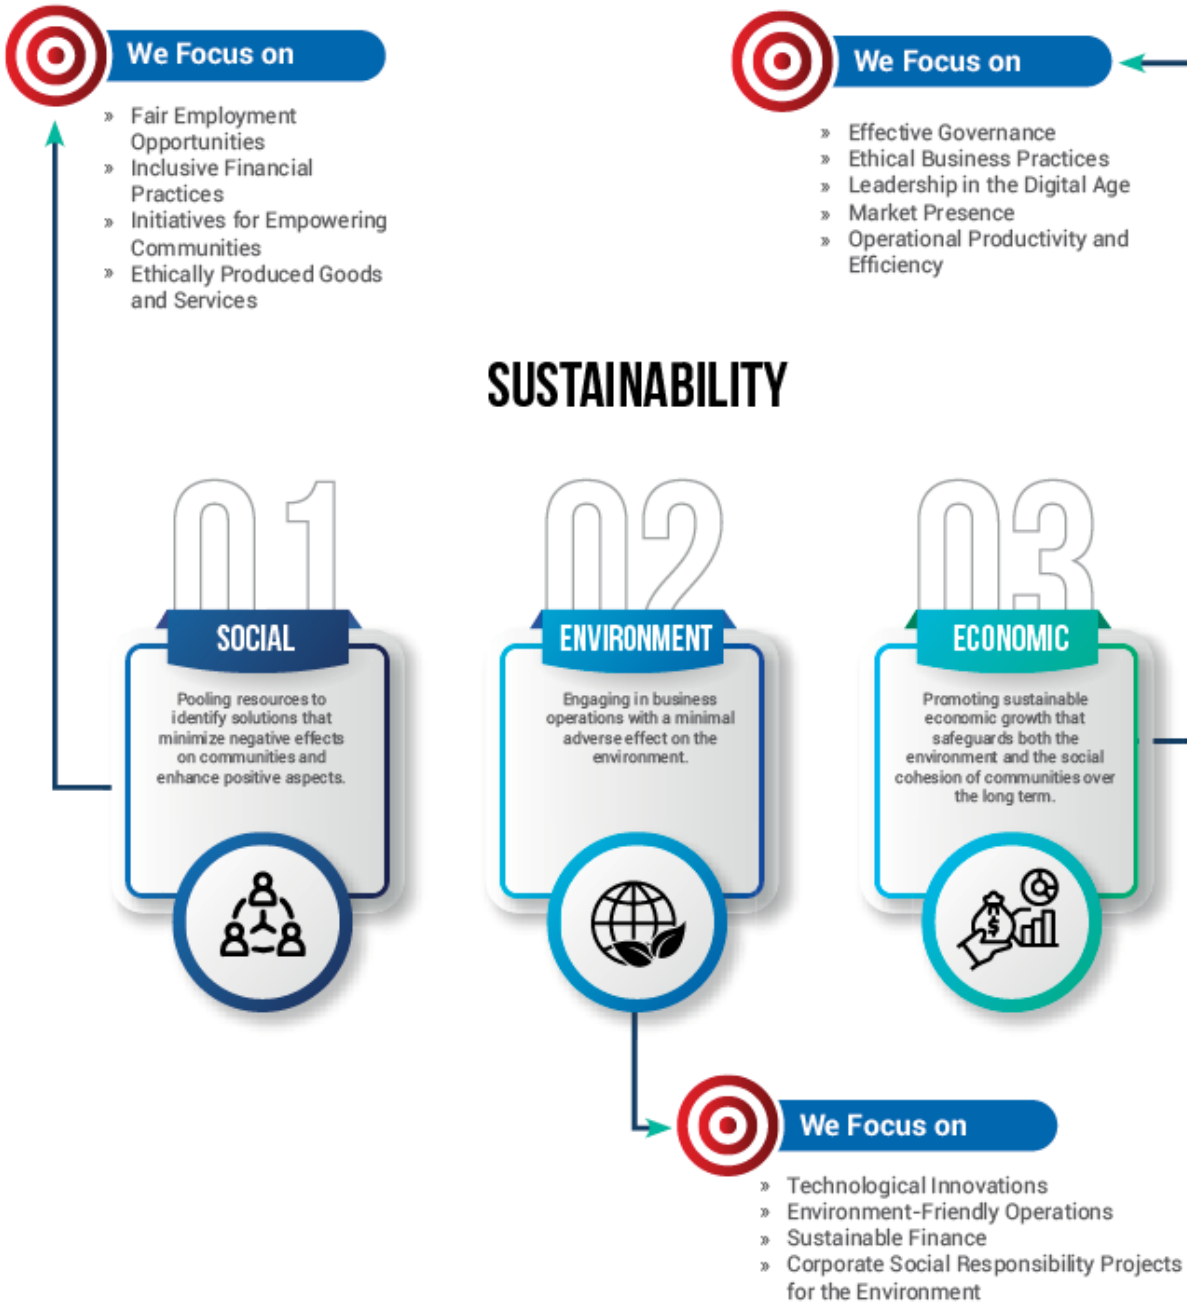 We Focus on
» Fair Employment
Opportunities
» Inclusive Financial
Practices
» Initiatives for Empowering
Communities
» Ethically Produced Goods
and Services
We Focus on
» Effective Governance
» Ethical Business Practices
» Leadership in the Digital Age
» Market Presence
» Operational Productivity and
Efficiency
SUSTAINABILITY
01
SOCIAL
Pooling resources to
identify solutions that
minimize negative effects
on communities and
enhance positive aspects.
02
ENVIRONMENT
Engaging in business
operations with a minimal
adverse effect on the
environment.
03
ECONOMIC
Promoting sustainable
economic growth that
safeguards both the
environment and the social
cohesion of communities over
the long term.
$
We Focus on
» Technological Innovations
» Environment-Friendly Operations
» Sustainable Finance
» Corporate Social Responsibility Projects
for the Environment